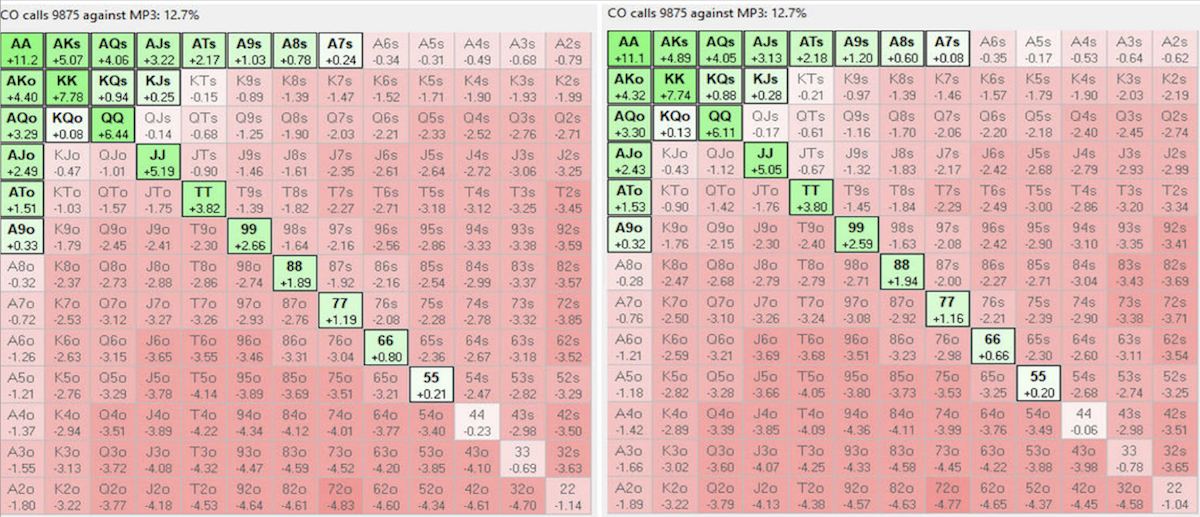 CO calls 9875 against MP3: 12.7%
AA AKs AQs AJs ATs A9s A8s A7s A6s A5s A4s A3s A2s
+11.2 +5.07 +4.06 +3.22 +2.17 +1.03 +0.78 +0.24 -0.34 -0.31 -0.49 -0.68 -0.79
AKo KK KQs KJs KTs K9s K8s K7s K6s K5s K4s K3s K2s
+4.40 +7.78 +0.94 +0.25 -0.15 -0.89 -1.39 -1.47 -1.52 -1.71 -1.90 -1.93 -1.99
AQo KQo QQ QJs QTs Q9s Q8s Q7s Q6s Q5s Q4s Q3s Q2s
+3.29 +0.08 +6.44 -0.14 -0.68 -1.25 -1.90 -2.03 -2.21 -2.33 -2.52 -2.76 -2.71
AJo KJo QJo JJ JTs J9s J8s J7s J6s J5s J4s J3s J2s
+2.49 -0.47 -1.01 +5.19 -0.90 -1.46 -1.61 -2.35 -2.61 -2.64 -2.72 -3.06 -3.25
ATo KTo QTo JTo TT T9s T8s T7s T6s T5s T4s T3s T2s
+1.51 -1.03 -1.57 -1.75 +3.82 -1.39 -1.82 -2.27 -2.71 -3.18 -3.12 -3.25 -3.45
A9o K9o Q9o J9o T9o 99 98s 97s 96s 95s 94s 93s 92s
+0.33 -1.79 -2.45 -2.41 -2.30 +2.66 -1.64 -2.16 -2.56 -2.86 -3.33 -3.38 -3.59
A8o K8o Q8o J8o T8o 98o 88 87s 86s 85s 84s 83s 82s
-0.32 -2.37 -2.73 -2.88 -2.86 -2.74 +1.89 -1.92 -2.16 -2.54 -2.99 -3.37 -3.57
A7o K7o Q7o J7o T7o 97o 87o 77 76s 75s 74s 73s 72s
-0.72 -2.53 -3.12 -3.27 -3.26 -2.93 -2.76 +1.19 -2.08 -2.28 -2.78 -3.32 -3.85
A6o K6o Q6o J6o T6o 96o 86o 76o 66 65s 64s 63s 62s
-1.26 -2.63 -3.15 -3.65 -3.55 -3.46 -3.31 -3.04 +0.80 -2.36 -2.67 -3.18 -3.52
A5o K5o Q5o J5o T5o 95o 85o 75o 65o 55 54s 53s 52s
-1.21 -2.76 -3.29 -3.78 -4.14 -3.89 -3.69 -3.51 -3.21 +0.21 -2.47 -2.82 -3.29
A4o K4o Q4o J4o T4o 94o 84o 74o 64o 54o 44 43s 42s
-1.37 -2.94 -3.51 -3.89 -4.22 -4.34 -4.12 -4.01 -3.77 -3.40 -0.23 -2.98 -3.50
A3o K3o Q3o J3o T3o 93o 83o 73o 63o 53o 43o 33 32s
-1.55 -3.13 -3.72 -4.08 -4.32 -4.47 -4.59 -4.52 -4.20 -3.85 -4.10 -0.69 -3.63
A2o K2o Q2o J2o T2o 92o 82o 72o 62o 52o 42o 32o 22
-1.80 -3.22 -3.77 -4.18 -4.53 -4.64 -4.61 -4.83 -4.60 -4.34 -4.61 -4.70 -1.14
CO calls 9875 against MP3: 12.7%
AA AKs AQs AJs ATs A9s A8s A7s A6s A5s A4s A3s A2s
+11.1 +4.89 +4.05 +3.13 +2.18 +1.20 +0.60 +0.08 -0.35 -0.17 -0.53 -0.64 -0.62
AKo KK KQs KJs KTs K9s K8s K7s K6s K5s K4s K3s K2s
+4.32 +7.74 +0.88 +0.28 -0.21 -0.97 -1.39 -1.46 -1.57 -1.79 -1.90 -2.03 -2.19
AQo KQo QQ QJs QTs Q9s Q8s Q7s Q6s Q5s Q4s Q3s Q2s
+3.30 +0.13 +6.11 -0.17 -0.61 -1.16 -1.70 -2.06 -2.20 -2.18 -2.40 -2.45 -2.74
AJo KJo QJo JJ JTs J9s J8s J7s J6s J5s J4s J3s J2s
+2.43 -0.43 -1.12 +5.05 -0.67 -1.32 -1.83 -2.17 -2.42 -2.68 -2.79 -2.93 -2.99
ATo KTo QTo JTo TT T9s T8s T7s T6s T5s T4s T3s T2s
+1.53 -0.90 -1.42 -1.76 +3.80 -1.45 -1.84 -2.29 -2.49 -3.00 -2.86 -3.20 -3.34
A9o K9o Q9o J9o T9o 99 98s 97s 96s 95s 94s 93s 92s
+0.32 -1.76 -2.15 -2.30 -2.40 +2.59 -1.63 -2.08 -2.42 -2.90 -3.10 -3.35 -3.41
A8o K8o Q8o J8o T8o 98o 88 87s 86s 85s 84s 83s 82s
-0.28 -2.47 -2.68 -2.79 -2.79 -2.71 +1.94 -2.00 -2.27 -2.71 -3.04 -3.43 -3.69
A7o K7o Q7o J7o T7o 97o 87o 77 76s 75s 74s 73s 72s
-0.76 -2.50 -3.10 -3.26 -3.24 -3.08 -2.92 +1.16 -2.21 -2.39 -2.90 -3.38 -3.71
A6o K6o Q6o J6o T6o 96o 86o 76o 66 65s 64s 63s 62s
-1.21 -2.59 -3.21 -3.69 -3.68 -3.51 -3.23 -2.98 +0.66 -2.30 -2.60 -3.11 -3.54
A5o K5o Q5o J5o T5o 95o 85o 75o 65o 55 54s 53s 52s
-1.18 -2.82 -3.28 -3.66 -4.05 -3.80 -3.73 -3.53 -3.25 +0.20 -2.68 -2.74 -3.25
A4o K4o Q4o J4o T4o 94o 84o 74o 64o 54o 44 43s 42s
-1.42 -2.89 -3.39 -3.85 -4.09 -4.36 -4.11 -3.99 -3.76 -3.49 -0.06 -2.98 -3.51
A3o K3o Q3o J3o T3o 93o 83o 73o 63o 53o 43o 33 32s
-1.66 -3.02 -3.60 -4.07 -4.25 -4.33 -4.58 -4.45 -4.22 -3.88 -3.98 -0.78 -3.65
A2o K2o Q2o J2o T2o 92o 82o 72o 62o 52o 42o 32o 22
-1.89 -3.22 -3.79 -4.13 -4.38 -4.57 -4.63 -4.77 -4.65 -4.37 -4.45 -4.58 -1.04